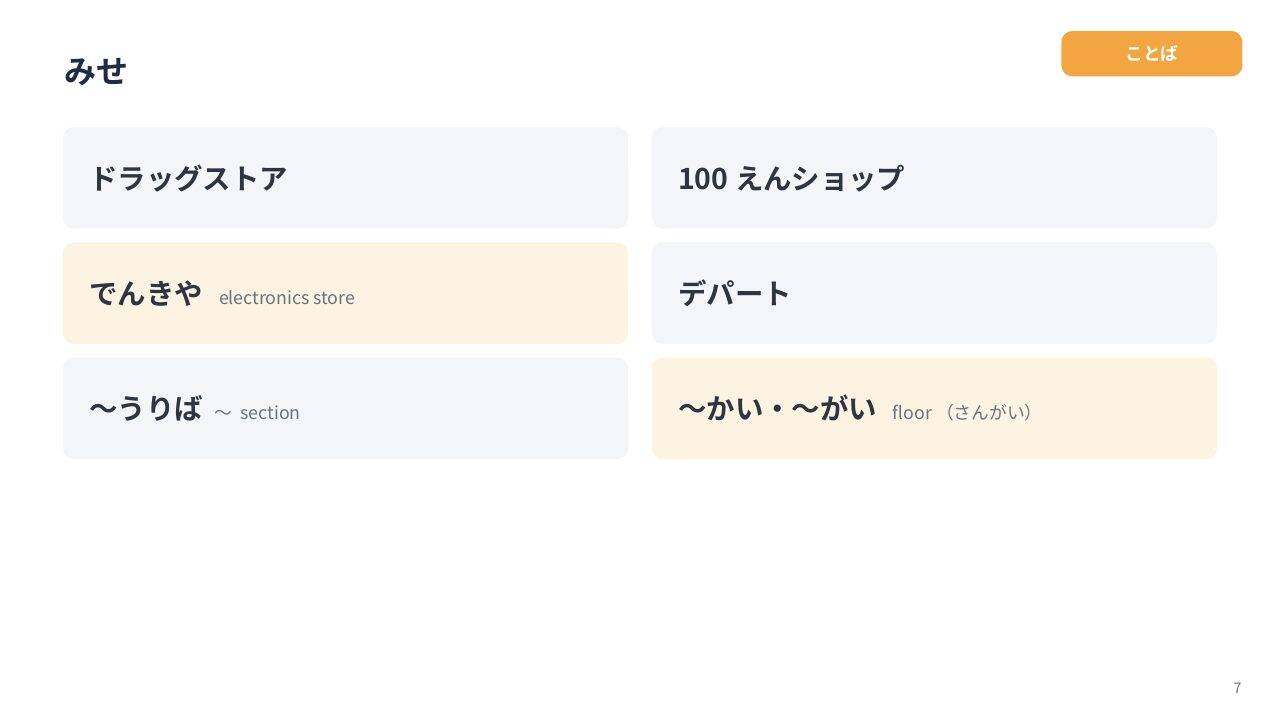 みせ
ことば
ドラッグストア
100 えんショップ
でんきや electronics store
デパート
～うりば ～ section
～かい・～がい floor （さんがい）
7